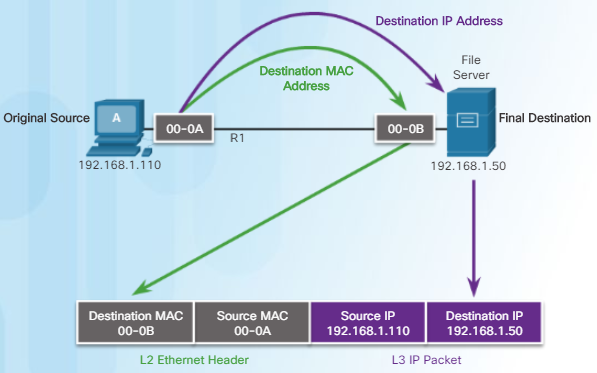 Destination IP Address
Destination MAC
Address
File
Server
Original Source
A
00-0A
R1
00-0B
Final Destination
192.168.1.110
192.168.1.50
Destination MAC
00-0B
Source MAC
00-0A
Source IP
192.168.1.110
Destination IP
192.168.1.50
L2 Ethernet Header
L3 IP Packet